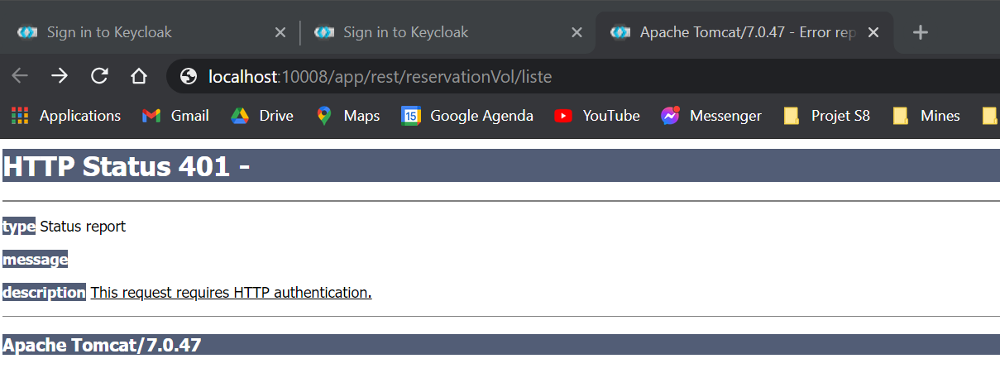 Sign in to Keycloak
Sign in to Keycloak
Apache Tomcat/7.0.47 - Error rep
localhost:10008/app/rest/reservationVol/liste
Applications Gmail Drive Maps 15 Google Agenda YouTube Messenger Projet S8 Mines
HTTP Status 401 -
type Status report
message
description This request requires HTTP authentication.
Apache Tomcat/7.0.47